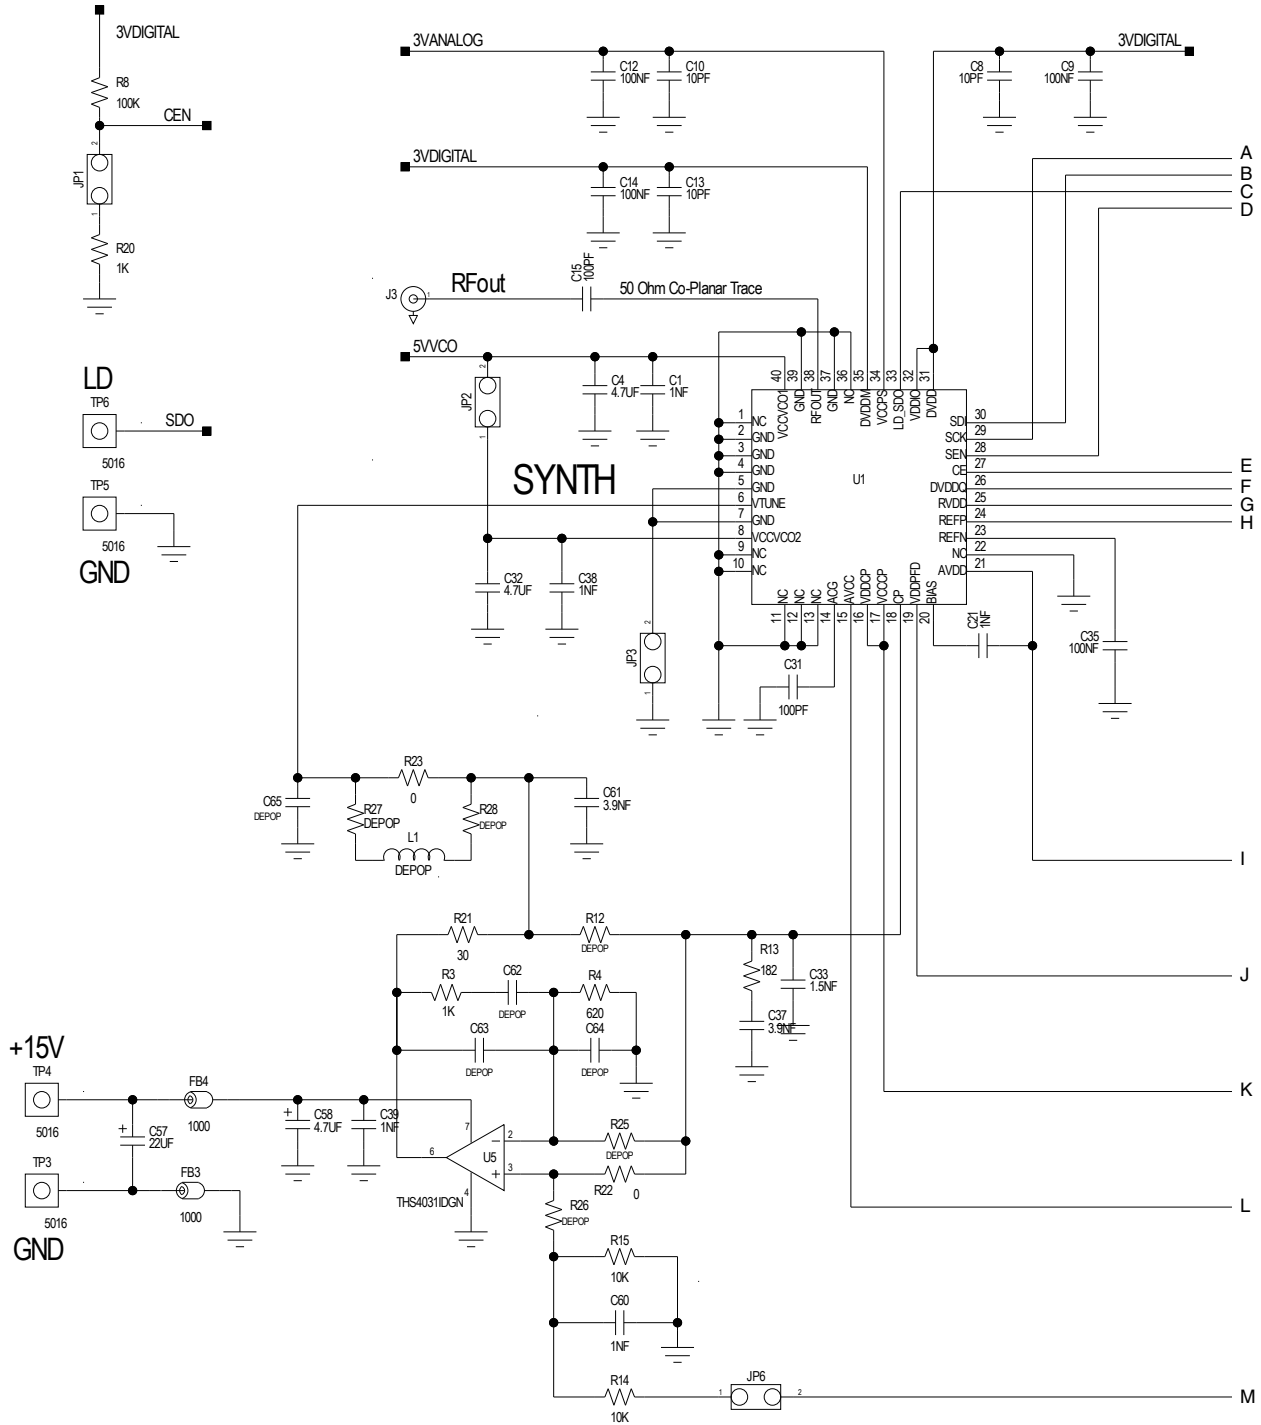 3VDIGITAL
R8
100K
CEN
2
JP1
1
R20
1K
LD
TP6
SDO
5016
TP5
5016
GND
3VANALOG
C12
100NF
C10
10PF
3VDIGITAL
C8
10PF
C9
100NF
3VDIGITAL
C14
100NF
C13
10PF
A
B
C
D
J3
1
RFout
C15
100PF
50 Ohm Co-Planar Trace
5VVCO
2
JP2
1
C4
4.7UF
C1
1NF
SYNTH
40
39
38
37
36
35
34
33
32
31
VCCVCO1
GND
RFOUT
GND
NC
DVDDM
VCCPS
LD_SDO
VDDIO
DVDD
1 NC
2 GND
3 GND
4 GND
5 GND
6 VTUNE
7 GND
8 VCCVCO2
9 NC
10 NC
U1
SDI 30
SCK 29
SEN 28
CE 27
DVDDQ 26
RVDD 25
REFP 24
REFN 23
NC 22
AVDD 21
E
F
G
H
NC
NC
NC
ACG
AVCC
VDDCP
VCCCP
CP
VDDPFD
BIAS
11
12
13
14
15
16
17
18
19
20
C32
4.7UF
C38
1NF
2
JP3
1
C31
100PF
C21
1NF
C35
100NF
C65
DEPOP
R23
0
R27
DEPOP
R28
DEPOP
L1
DEPOP
C61
3.9NF
I
R21
30
R12
DEPOP
R3
1K
C62
DEPOP
R4
620
C63
DEPOP
C64
DEPOP
R13
182
C33
1.5NF
C37
3.9NF
J
+15V
TP4
5016
FB4
1000
C57
22UF
C58
4.7UF
C39
1NF
TP3
5016
FB3
1000
GND
7
2
6
U5
3
4
THS4031IDGN
R25
DEPOP
R22
0
R26
DEPOP
K
L
R15
10K
C60
1NF
R14
10K
JP6
1
2
M